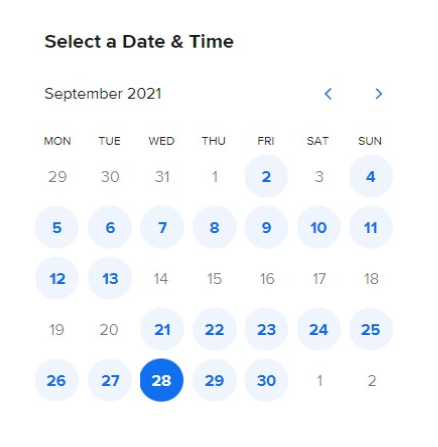 Select a Date & Time
September 2021
MON TUE WED THU FRI SAT SUN
29 30 31 1 2 3 4
5 6 7 8 9 10 11
12 13 14 15 16 17 18
19 20 21 22 23 24 25
26 27 28 29 30 1 2